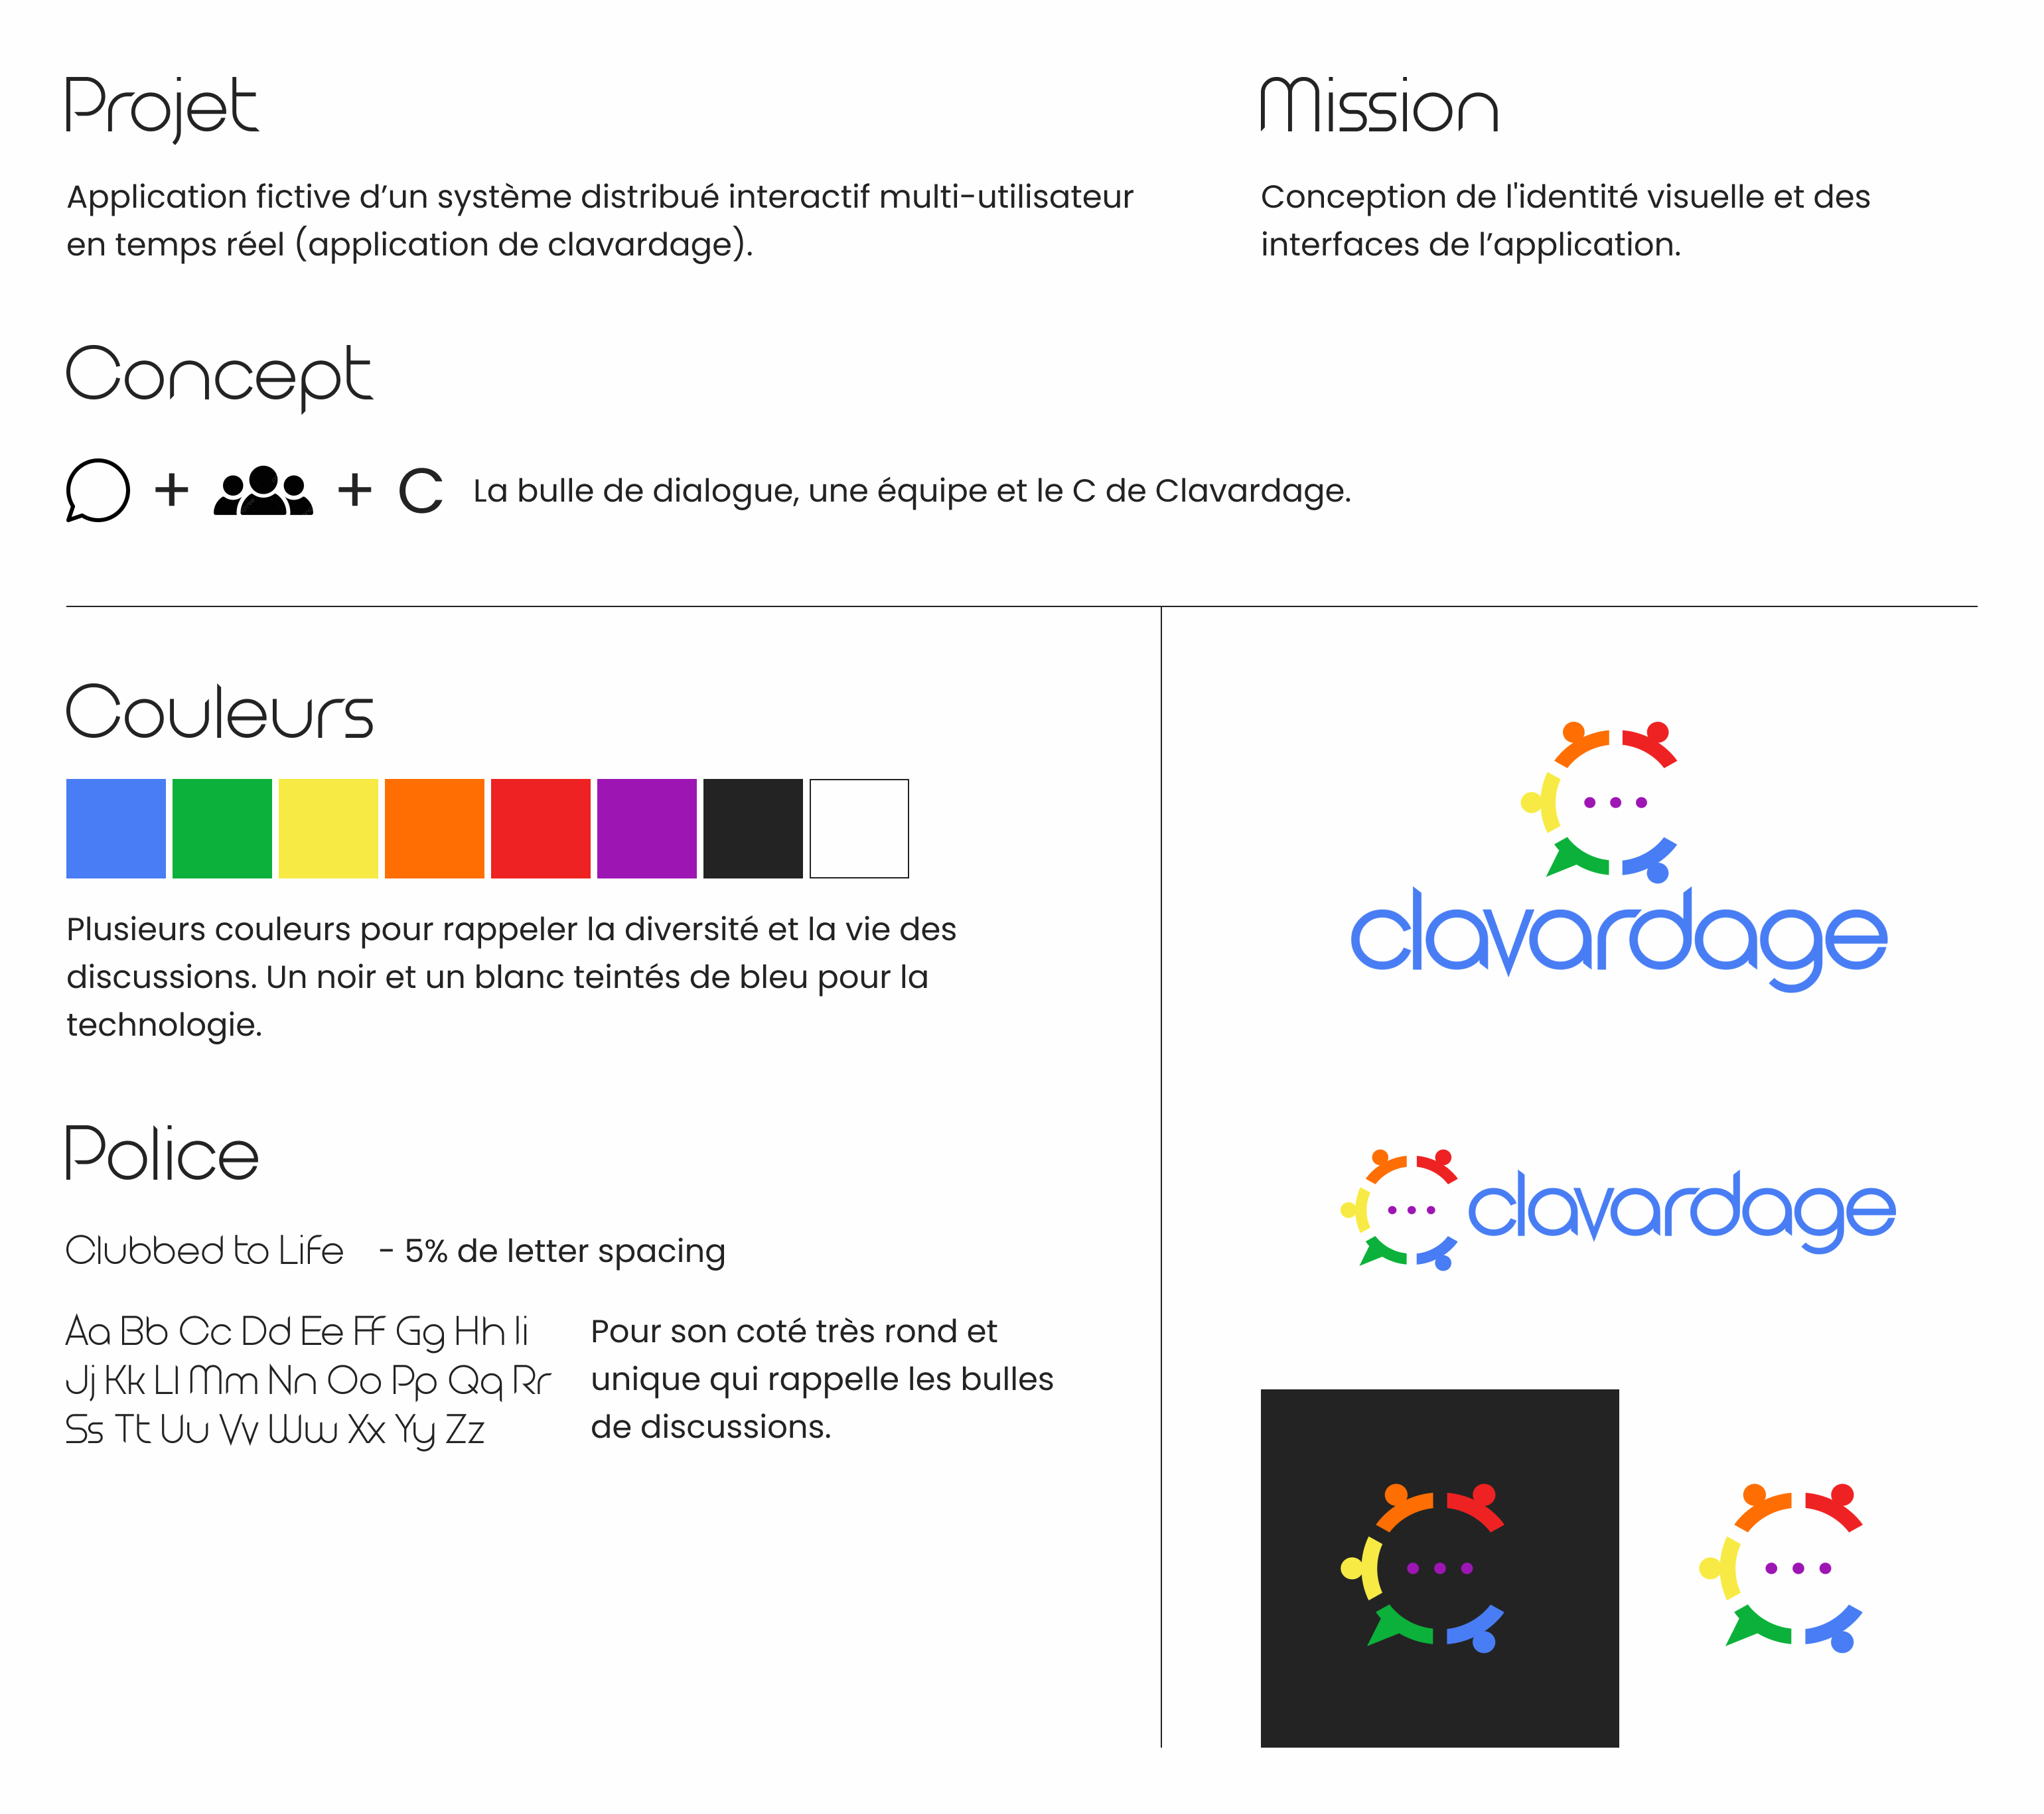 Projet
Application fictive d’un système distribué interactif multi-utilisateur
en temps réel (application de clavardage).
Mission
Conception de l'identité visuelle et des
interfaces de l’application.
Concept
+ + C La bulle de dialogue, une équipe et le C de Clavardage.
Couleurs
Plusieurs couleurs pour rappeler la diversité et la vie des
discussions. Un noir et un blanc teintés de bleu pour la
technologie.
Police
Clubbed to Life - 5% de letter spacing
Aa Bb Cc Dd Ee Ff Gg Hh Ii
Jj Kk Ll Mm Nn Oo Pp Qq Rr
Ss Tt Uu Vv Ww Xx Yy Zz
Pour son coté très rond et
unique qui rappelle les bulles
de discussions.
clavardage
clavardage